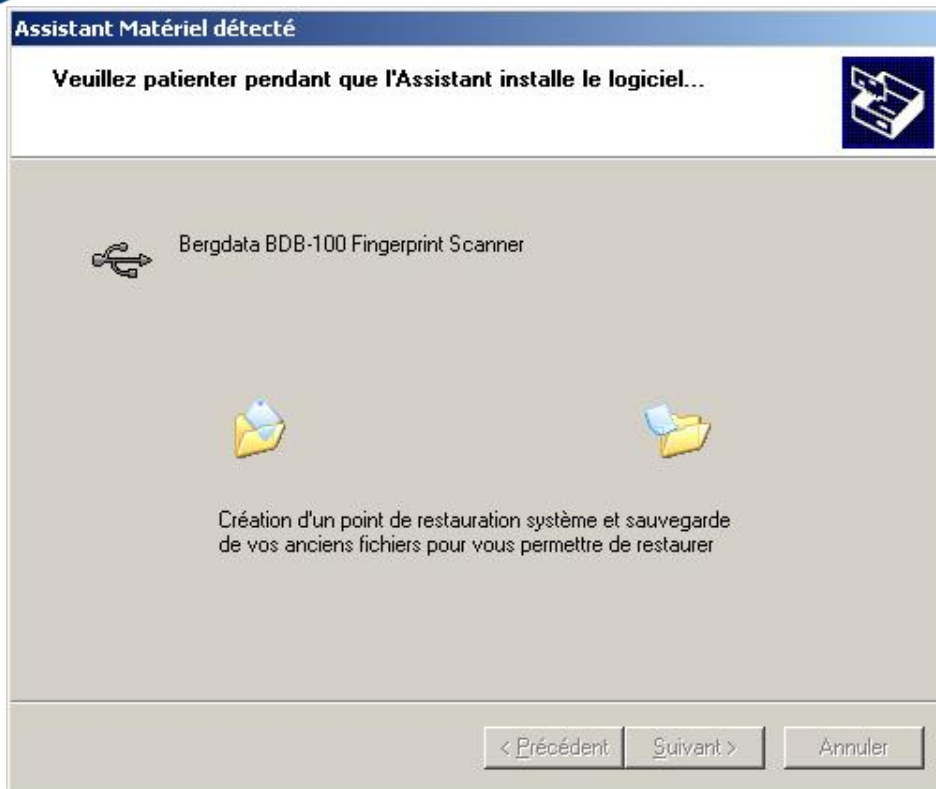 Assistant Matériel détecté
Veuillez patienter pendant que l'Assistant installe le logiciel...
Bergdata BDB-100 Fingerprint Scanner
Création d'un point de restauration système et sauvegarde
de vos anciens fichiers pour vous permettre de restaurer
< Précédent
Suivant >
Annuler